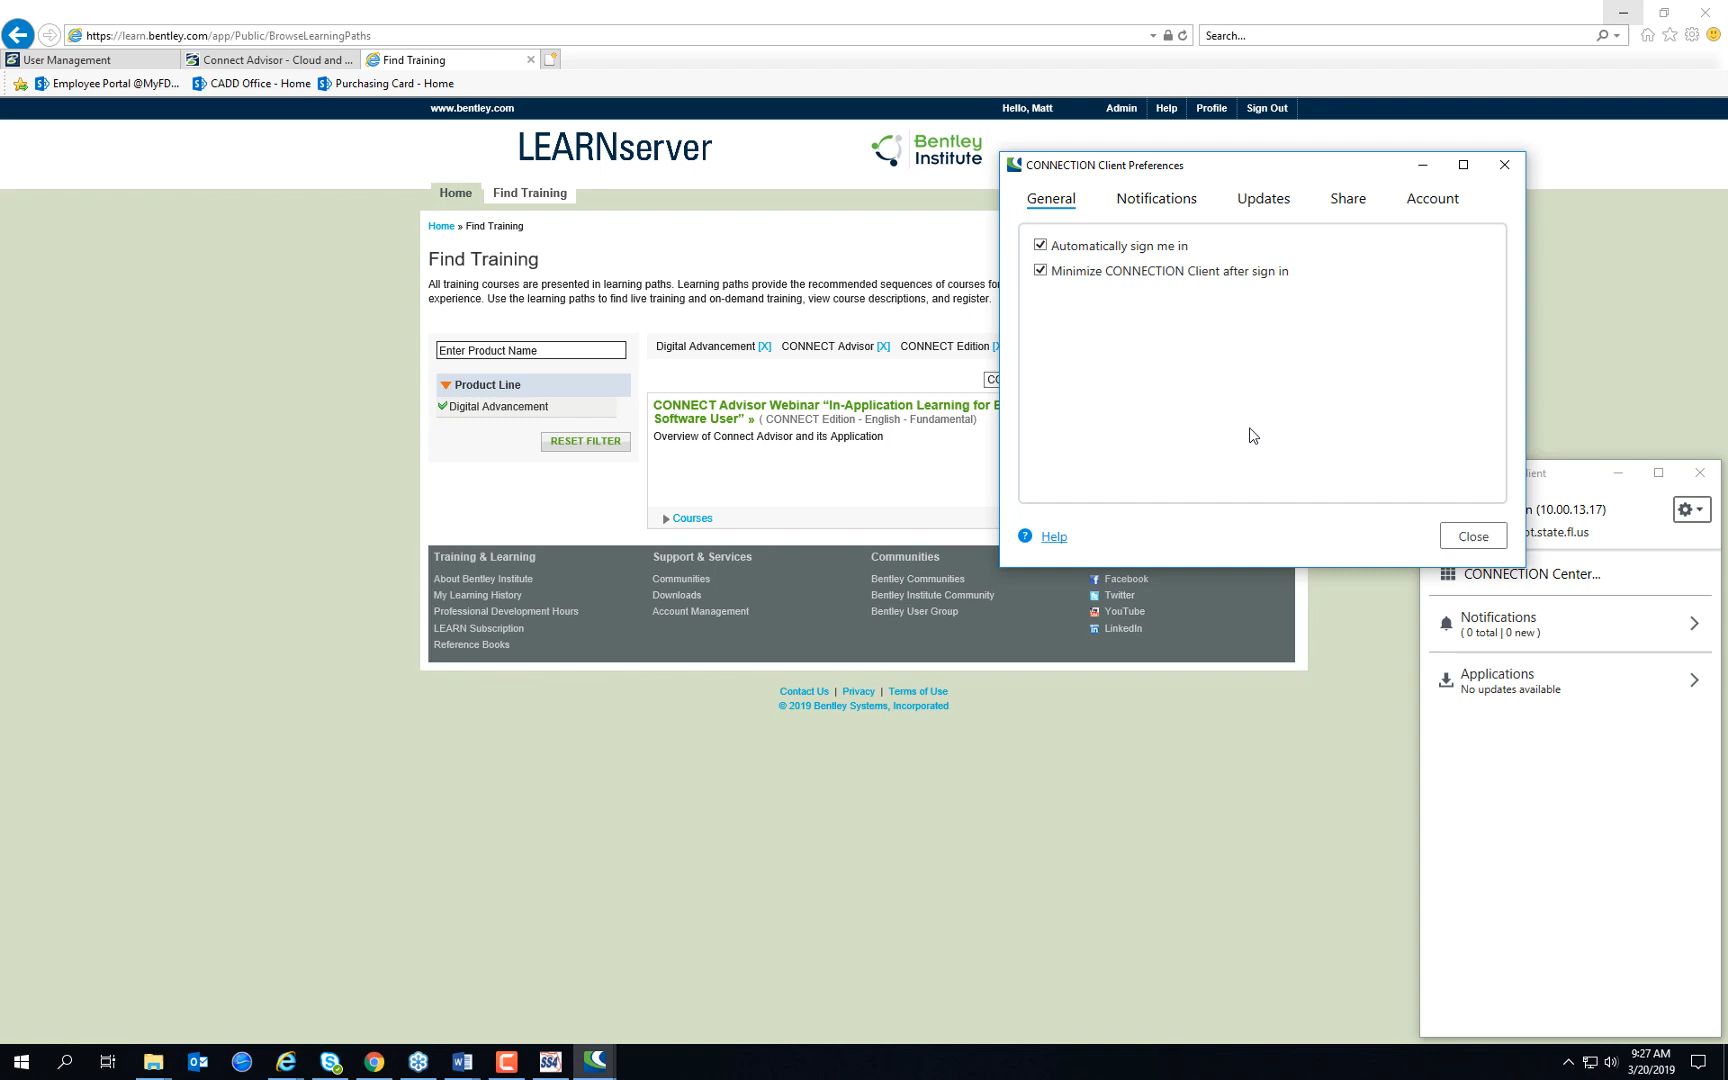 https://learn.bentley.com/app/Public/BrowseLearningPaths
Search...
User Management
Connect Advisor - Cloud and ...
Find Training
Employee Portal @MyFD...
CADD Office - Home
Purchasing Card - Home
www.bentley.com
Hello, Matt
Admin
Help
Profile
Sign Out
LEARNserver
Bentley
Institute
Home
Find Training
Home » Find Training
Find Training
All training courses are presented in learning paths. Learning paths provide the recommended sequences of courses for
experience. Use the learning paths to find live training and on-demand training, view course descriptions, and register.
Enter Product Name
Product Line
Digital Advancement
RESET FILTER
Digital Advancement [X] CONNECT Advisor [X] CONNECT Edition [X
CO
CONNECT Advisor Webinar “In-Application Learning for E
Software User” » ( CONNECT Edition - English - Fundamental)
Overview of Connect Advisor and its Application
Courses
Training & Learning
About Bentley Institute
My Learning History
Professional Development Hours
LEARN Subscription
Reference Books
Support & Services
Communities
Downloads
Account Management
Communities
Bentley Communities
Bentley Institute Community
Bentley User Group
Facebook
Twitter
YouTube
LinkedIn
Contact Us | Privacy | Terms of Use
© 2019 Bentley Systems, Incorporated
CONNECTION Client Preferences
General
Notifications
Updates
Share
Account
Automatically sign me in
Minimize CONNECTION Client after sign in
Help
Close
n (10.00.13.17)
ot.state.fl.us
CONNECTION Center...
Notifications
( 0 total | 0 new )
Applications
No updates available
SS4
9:27 AM
3/20/2019